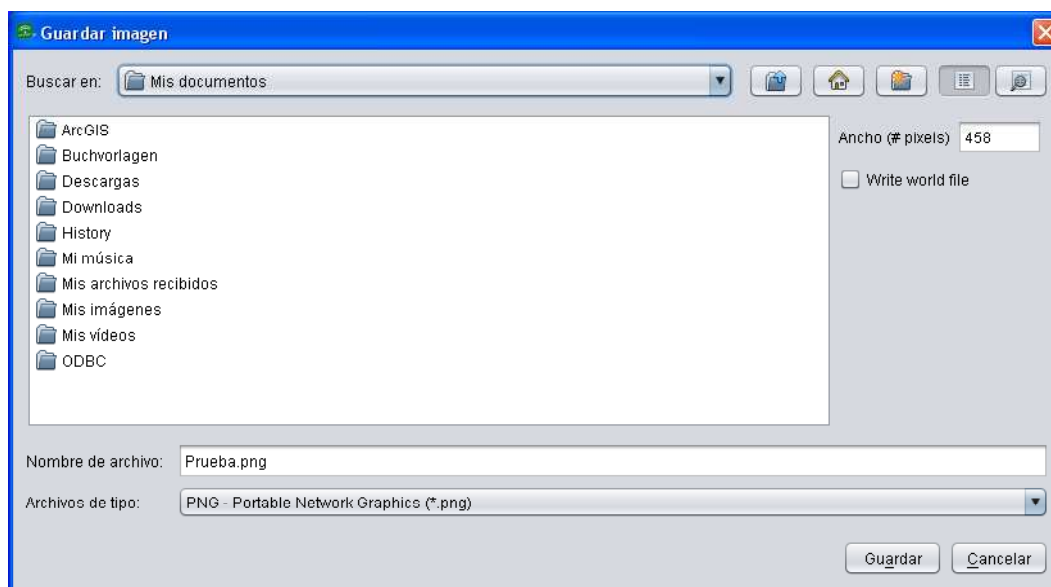 Guardar imagen
Buscar en: Mis documentos
ArcGIS
Buchvorlagen
Descargas
Downloads
History
Mi música
Mis archivos recibidos
Mis imágenes
Mis vídeos
ODBC
Ancho (# pixels) 458
Write world file
Nombre de archivo: Prueba.png
Archivos de tipo: PNG - Portable Network Graphics (*.png)
Guardar Cancelar